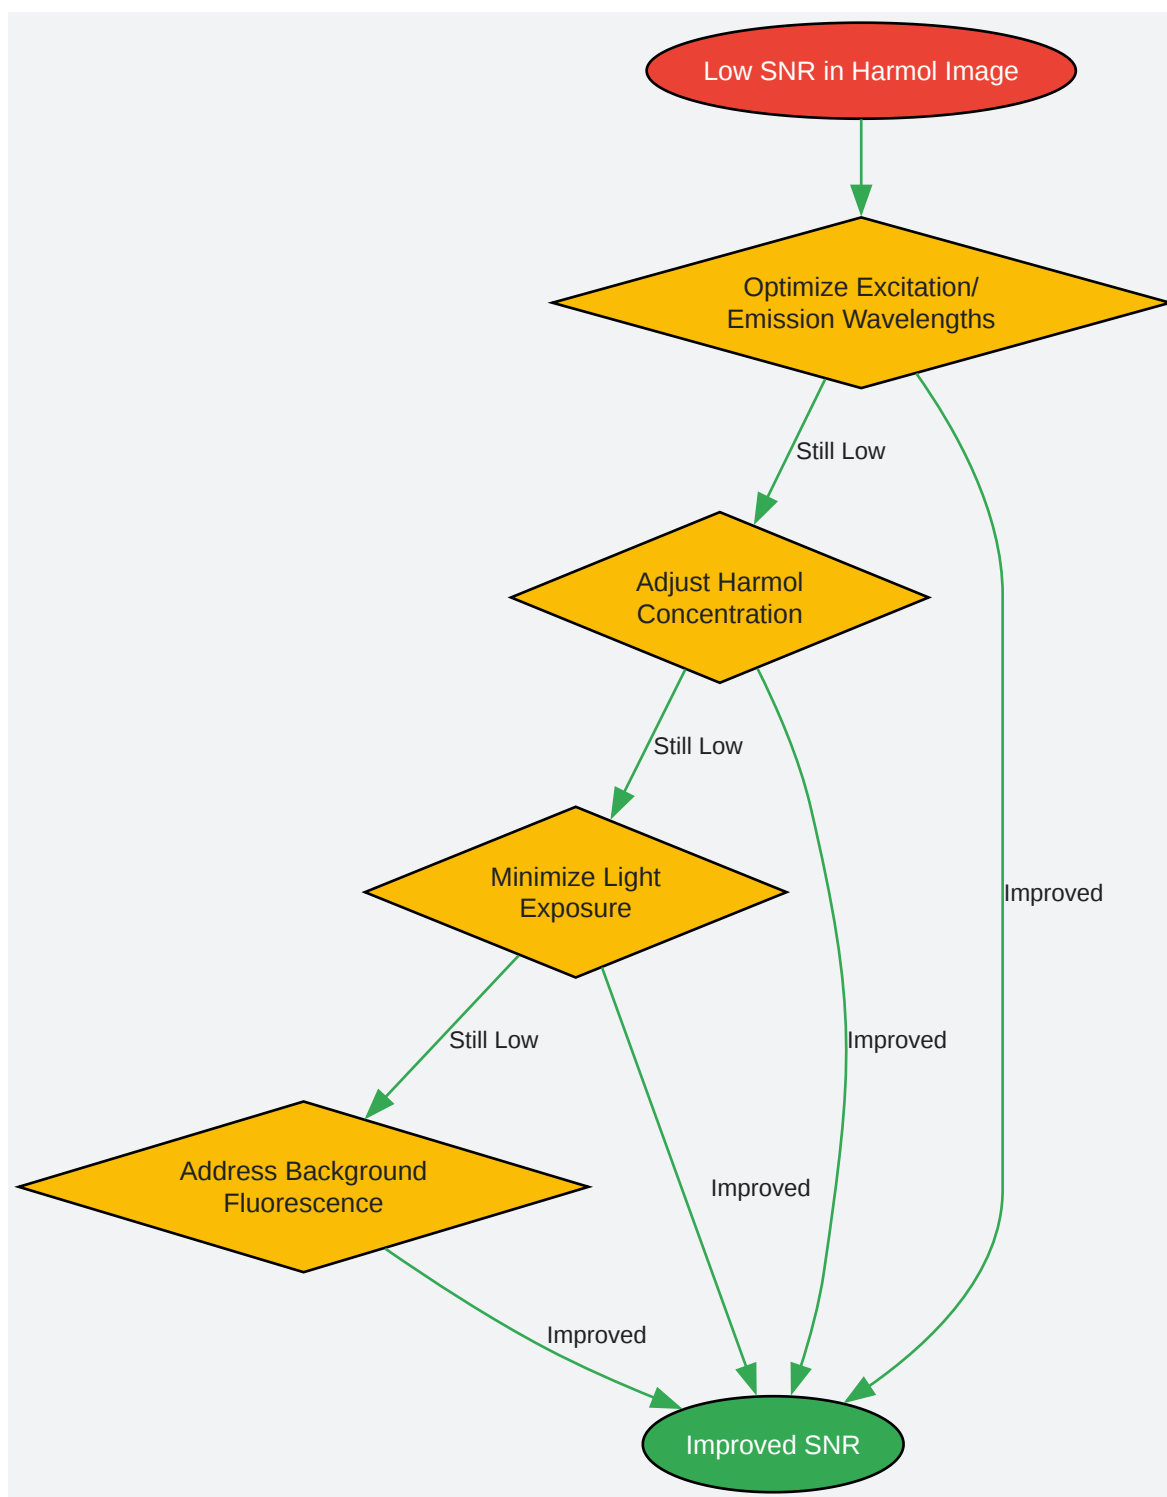 Low SNR in Harmol Image
Optimize Excitation/
Emission Wavelengths
Still Low
Adjust Harmol
Concentration
Still Low
Minimize Light
Exposure
Improved
Still Low
Improved
Address Background
Fluorescence
Improved
Improved
Improved SNR